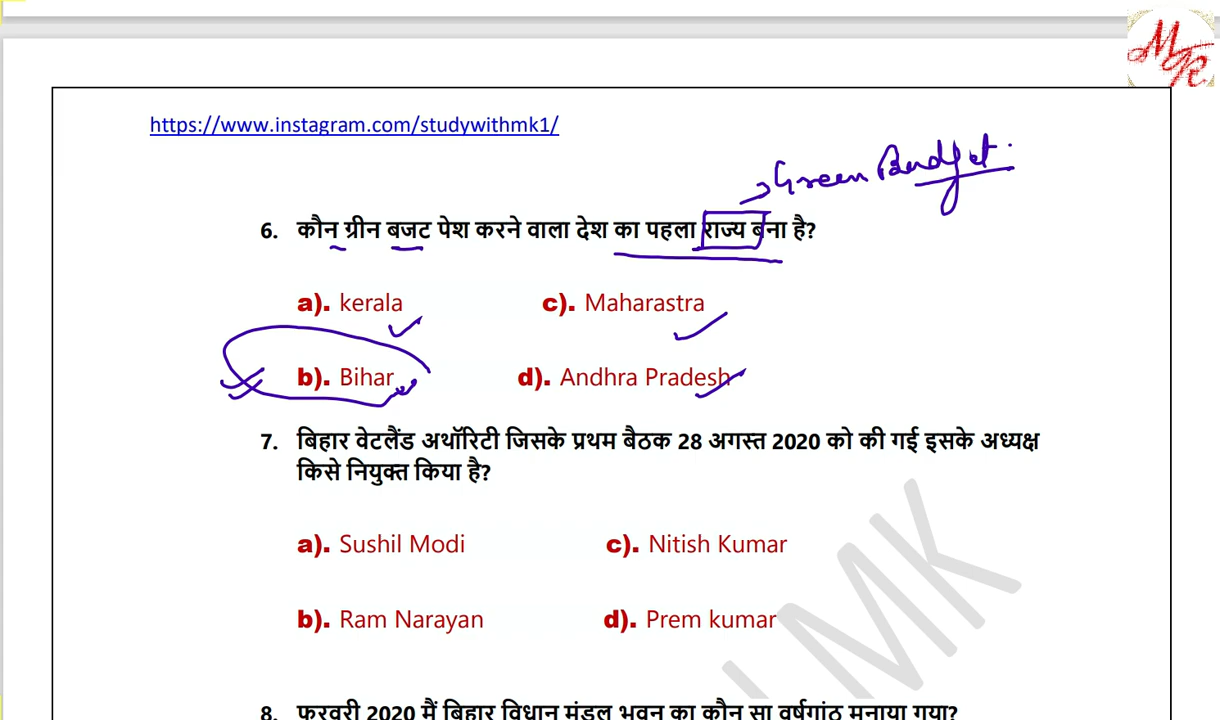 MK
https://www.instagram.com/studywithmk1/
Green Budget.
6. कौन ग्रीन बजट पेश करने वाला देश का पहला राज्य बना है?
a). kerala c). Maharastra
b). Bihar d). Andhra Pradesh
7. बिहार वेटलैंड अथॉरिटी जिसके प्रथम बैठक 28 अगस्त 2020 को की गई इसके अध्यक्ष
किसे नियुक्त किया है?
a). Sushil Modi c). Nitish Kumar
b). Ram Narayan d). Prem kumar
MK
8. फरवरी 2020 में बिहार विधान मंडल भवन का कौन सा वर्षगांठ मनाया गया?